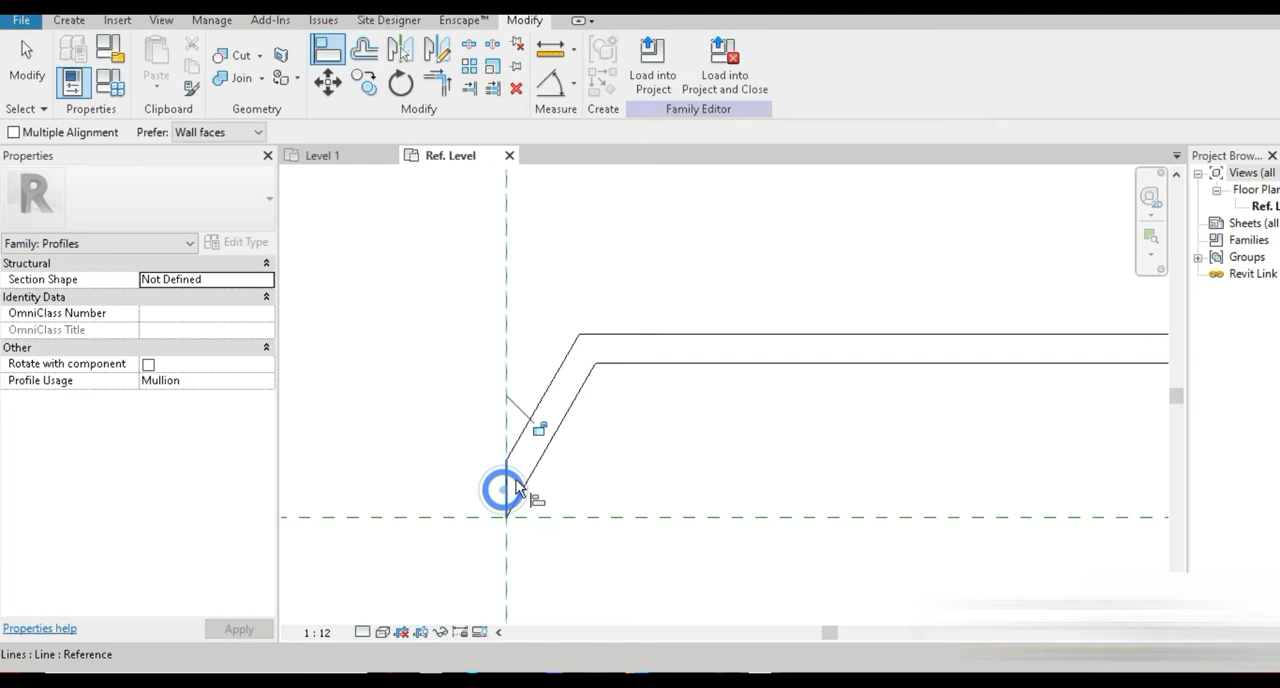 File Create Insert View Manage Add-Ins Issues Site Designer Enscape™ Modify
Modify
Paste
Cut
Join
Load into
Project
Load into
Project and Close
Select Properties Clipboard Geometry Modify Measure Create Family Editor
Multiple Alignment Prefer: Wall faces
Properties
Level 1
Ref. Level
Project Brow...
R
Family: Profiles
Edit Type
Structural
Section Shape Not Defined
Identity Data
OmniClass Number
OmniClass Title
Other
Rotate with component
Profile Usage Mullion
Views (all
Floor Plan
Ref. L
Sheets (all
Families
Groups
Revit Link
2D
Properties help
Apply
1 : 12
Lines : Line : Reference